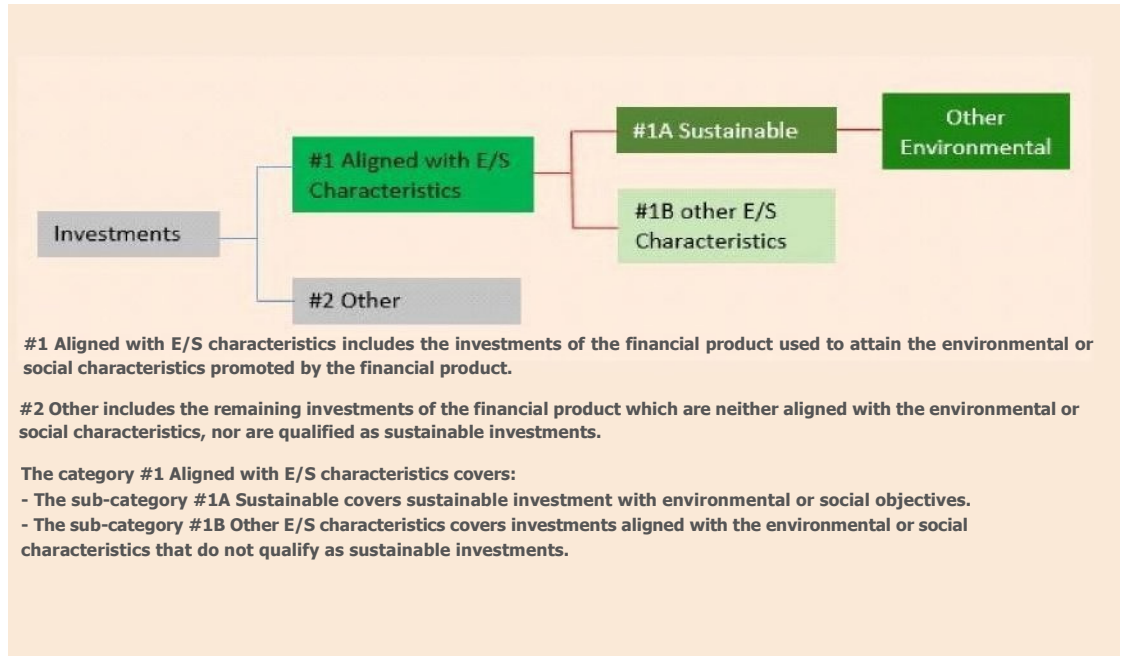 Other
Environmental
#1A Sustainable
#1 Aligned with E/S
Characteristics
#1B other E/S
Characteristics
Investments
#2 Other
#1 Aligned with E/S characteristics includes the investments of the financial product used to attain the environmental or
social characteristics promoted by the financial product.
#2 Other includes the remaining investments of the financial product which are neither aligned with the environmental or
social characteristics, nor are qualified as sustainable investments.
The category #1 Aligned with E/S characteristics covers:
- The sub-category #1A Sustainable covers sustainable investment with environmental or social objectives.
- The sub-category #1B Other E/S characteristics covers investments aligned with the environmental or social
characteristics that do not qualify as sustainable investments.